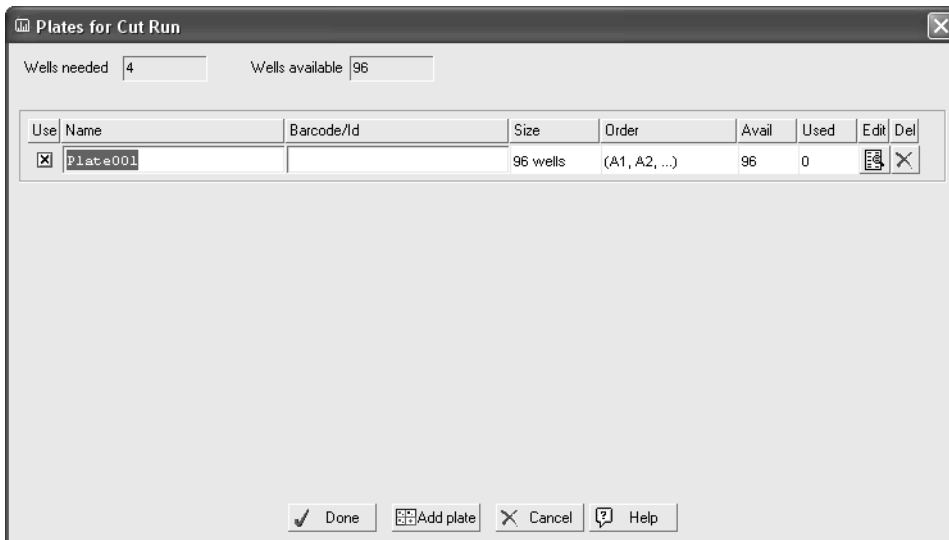 Plates for Cut Run
Wells needed 4 Wells available 96
Use Name Barcode/Id Size Order Avail Used Edit Del
Plate001 96 wells (A1, A2, ...) 96 0
Done Add plate Cancel Help